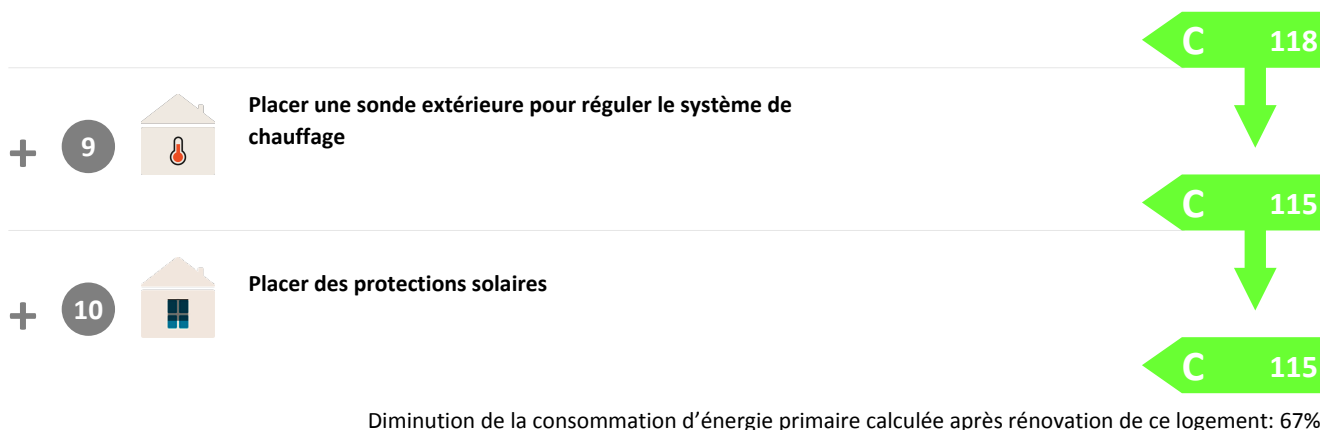 C 118
Placer une sonde extérieure pour réguler le système de
chauffage
+ 9
C 115
Placer des protections solaires
+ 10
C 115
Diminution de la consommation d’énergie primaire calculée après rénovation de ce logement: 67%